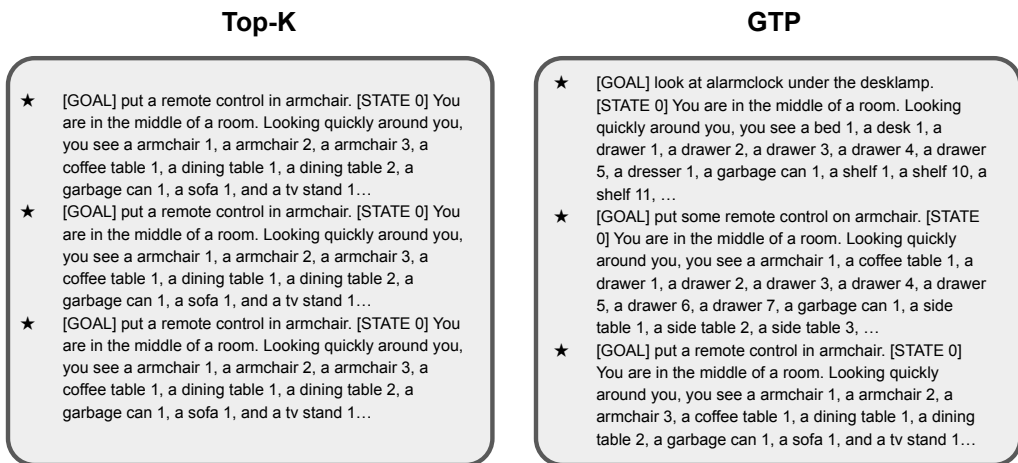 Top-K
★ [GOAL] put a remote control in armchair. [STATE 0] You
are in the middle of a room. Looking quickly around you,
you see a armchair 1, a armchair 2, a armchair 3, a
coffee table 1, a dining table 1, a dining table 2, a
garbage can 1, a sofa 1, and a tv stand 1…
★ [GOAL] put a remote control in armchair. [STATE 0] You
are in the middle of a room. Looking quickly around you,
you see a armchair 1, a armchair 2, a armchair 3, a
coffee table 1, a dining table 1, a dining table 2, a
garbage can 1, a sofa 1, and a tv stand 1…
★ [GOAL] put a remote control in armchair. [STATE 0] You
are in the middle of a room. Looking quickly around you,
you see a armchair 1, a armchair 2, a armchair 3, a
coffee table 1, a dining table 1, a dining table 2, a
garbage can 1, a sofa 1, and a tv stand 1…
GTP
★ [GOAL] look at alarmclock under the desklamp.
[STATE 0] You are in the middle of a room. Looking
quickly around you, you see a bed 1, a desk 1, a
drawer 1, a drawer 2, a drawer 3, a drawer 4, a drawer
5, a dresser 1, a garbage can 1, a shelf 1, a shelf 10, a
shelf 11, …
★ [GOAL] put some remote control on armchair. [STATE
0] You are in the middle of a room. Looking quickly
around you, you see a armchair 1, a coffee table 1, a
drawer 1, a drawer 2, a drawer 3, a drawer 4, a drawer
5, a drawer 6, a drawer 7, a garbage can 1, a side
table 1, a side table 2, a side table 3, …
★ [GOAL] put a remote control in armchair. [STATE 0]
You are in the middle of a room. Looking quickly
around you, you see a armchair 1, a armchair 2, a
armchair 3, a coffee table 1, a dining table 1, a dining
table 2, a garbage can 1, a sofa 1, and a tv stand 1…